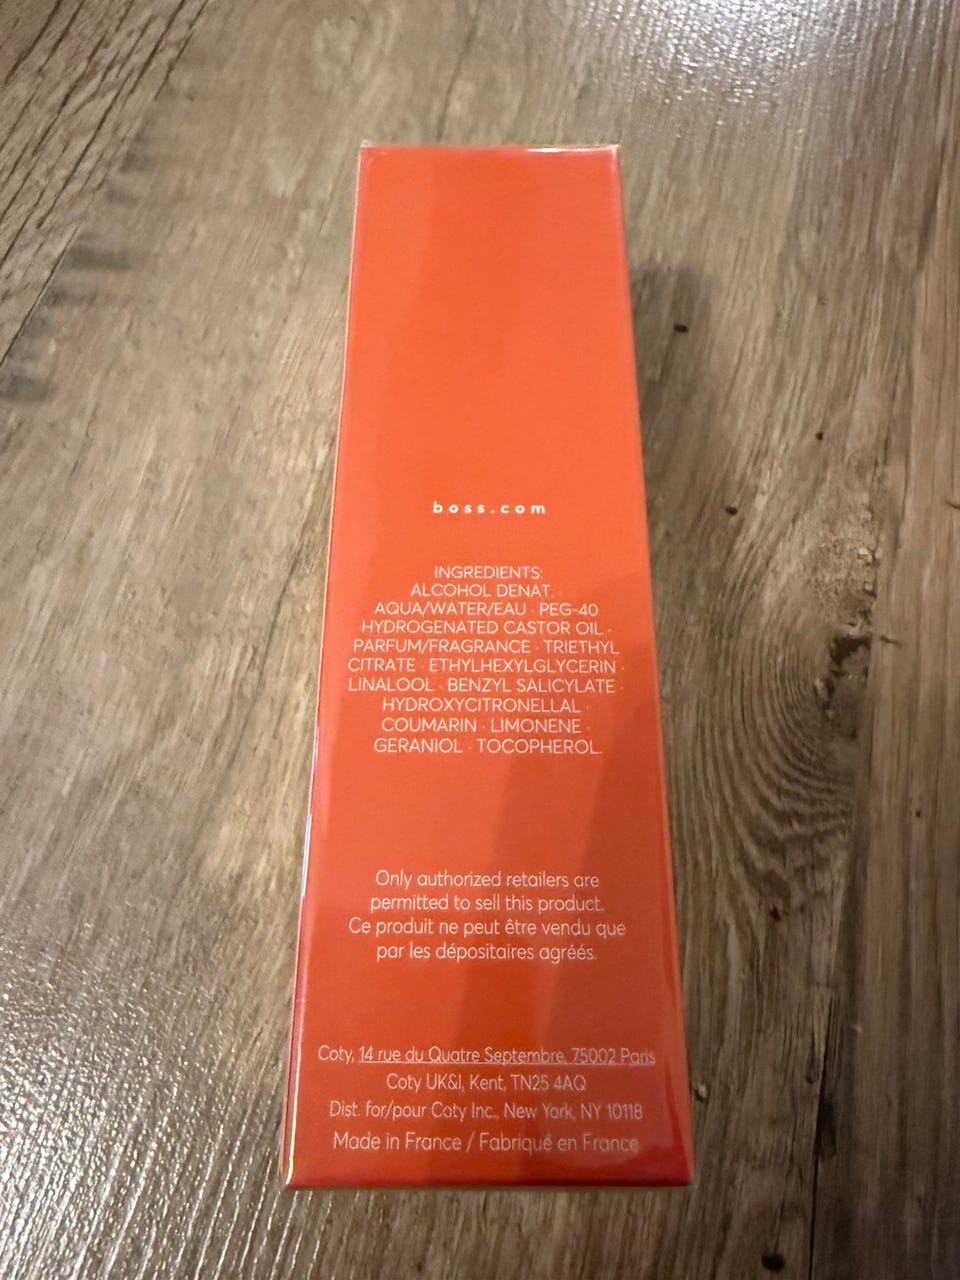 boss.com
INGREDIENTS:
ALCOHOL DENAT. ·
AQUA/WATER/EAU · PEG-40
HYDROGENATED CASTOR OIL ·
PARFUM/FRAGRANCE · TRIETHYL
CITRATE · ETHYLHEXYLGLYCERIN ·
LINALOOL · BENZYL SALICYLATE ·
HYDROXYCITRONELLAL ·
COUMARIN · LIMONENE ·
GERANIOL · TOCOPHEROL.
Only authorized retailers are
permitted to sell this product.
Ce produit ne peut être vendu que
par les dépositaires agréés.
Coty, 14 rue du Quatre Septembre, 75002 Paris
Coty UK&I, Kent, TN25 4AQ
Dist. for/pour Coty Inc., New York, NY 10118
Made in France / Fabriqué en France